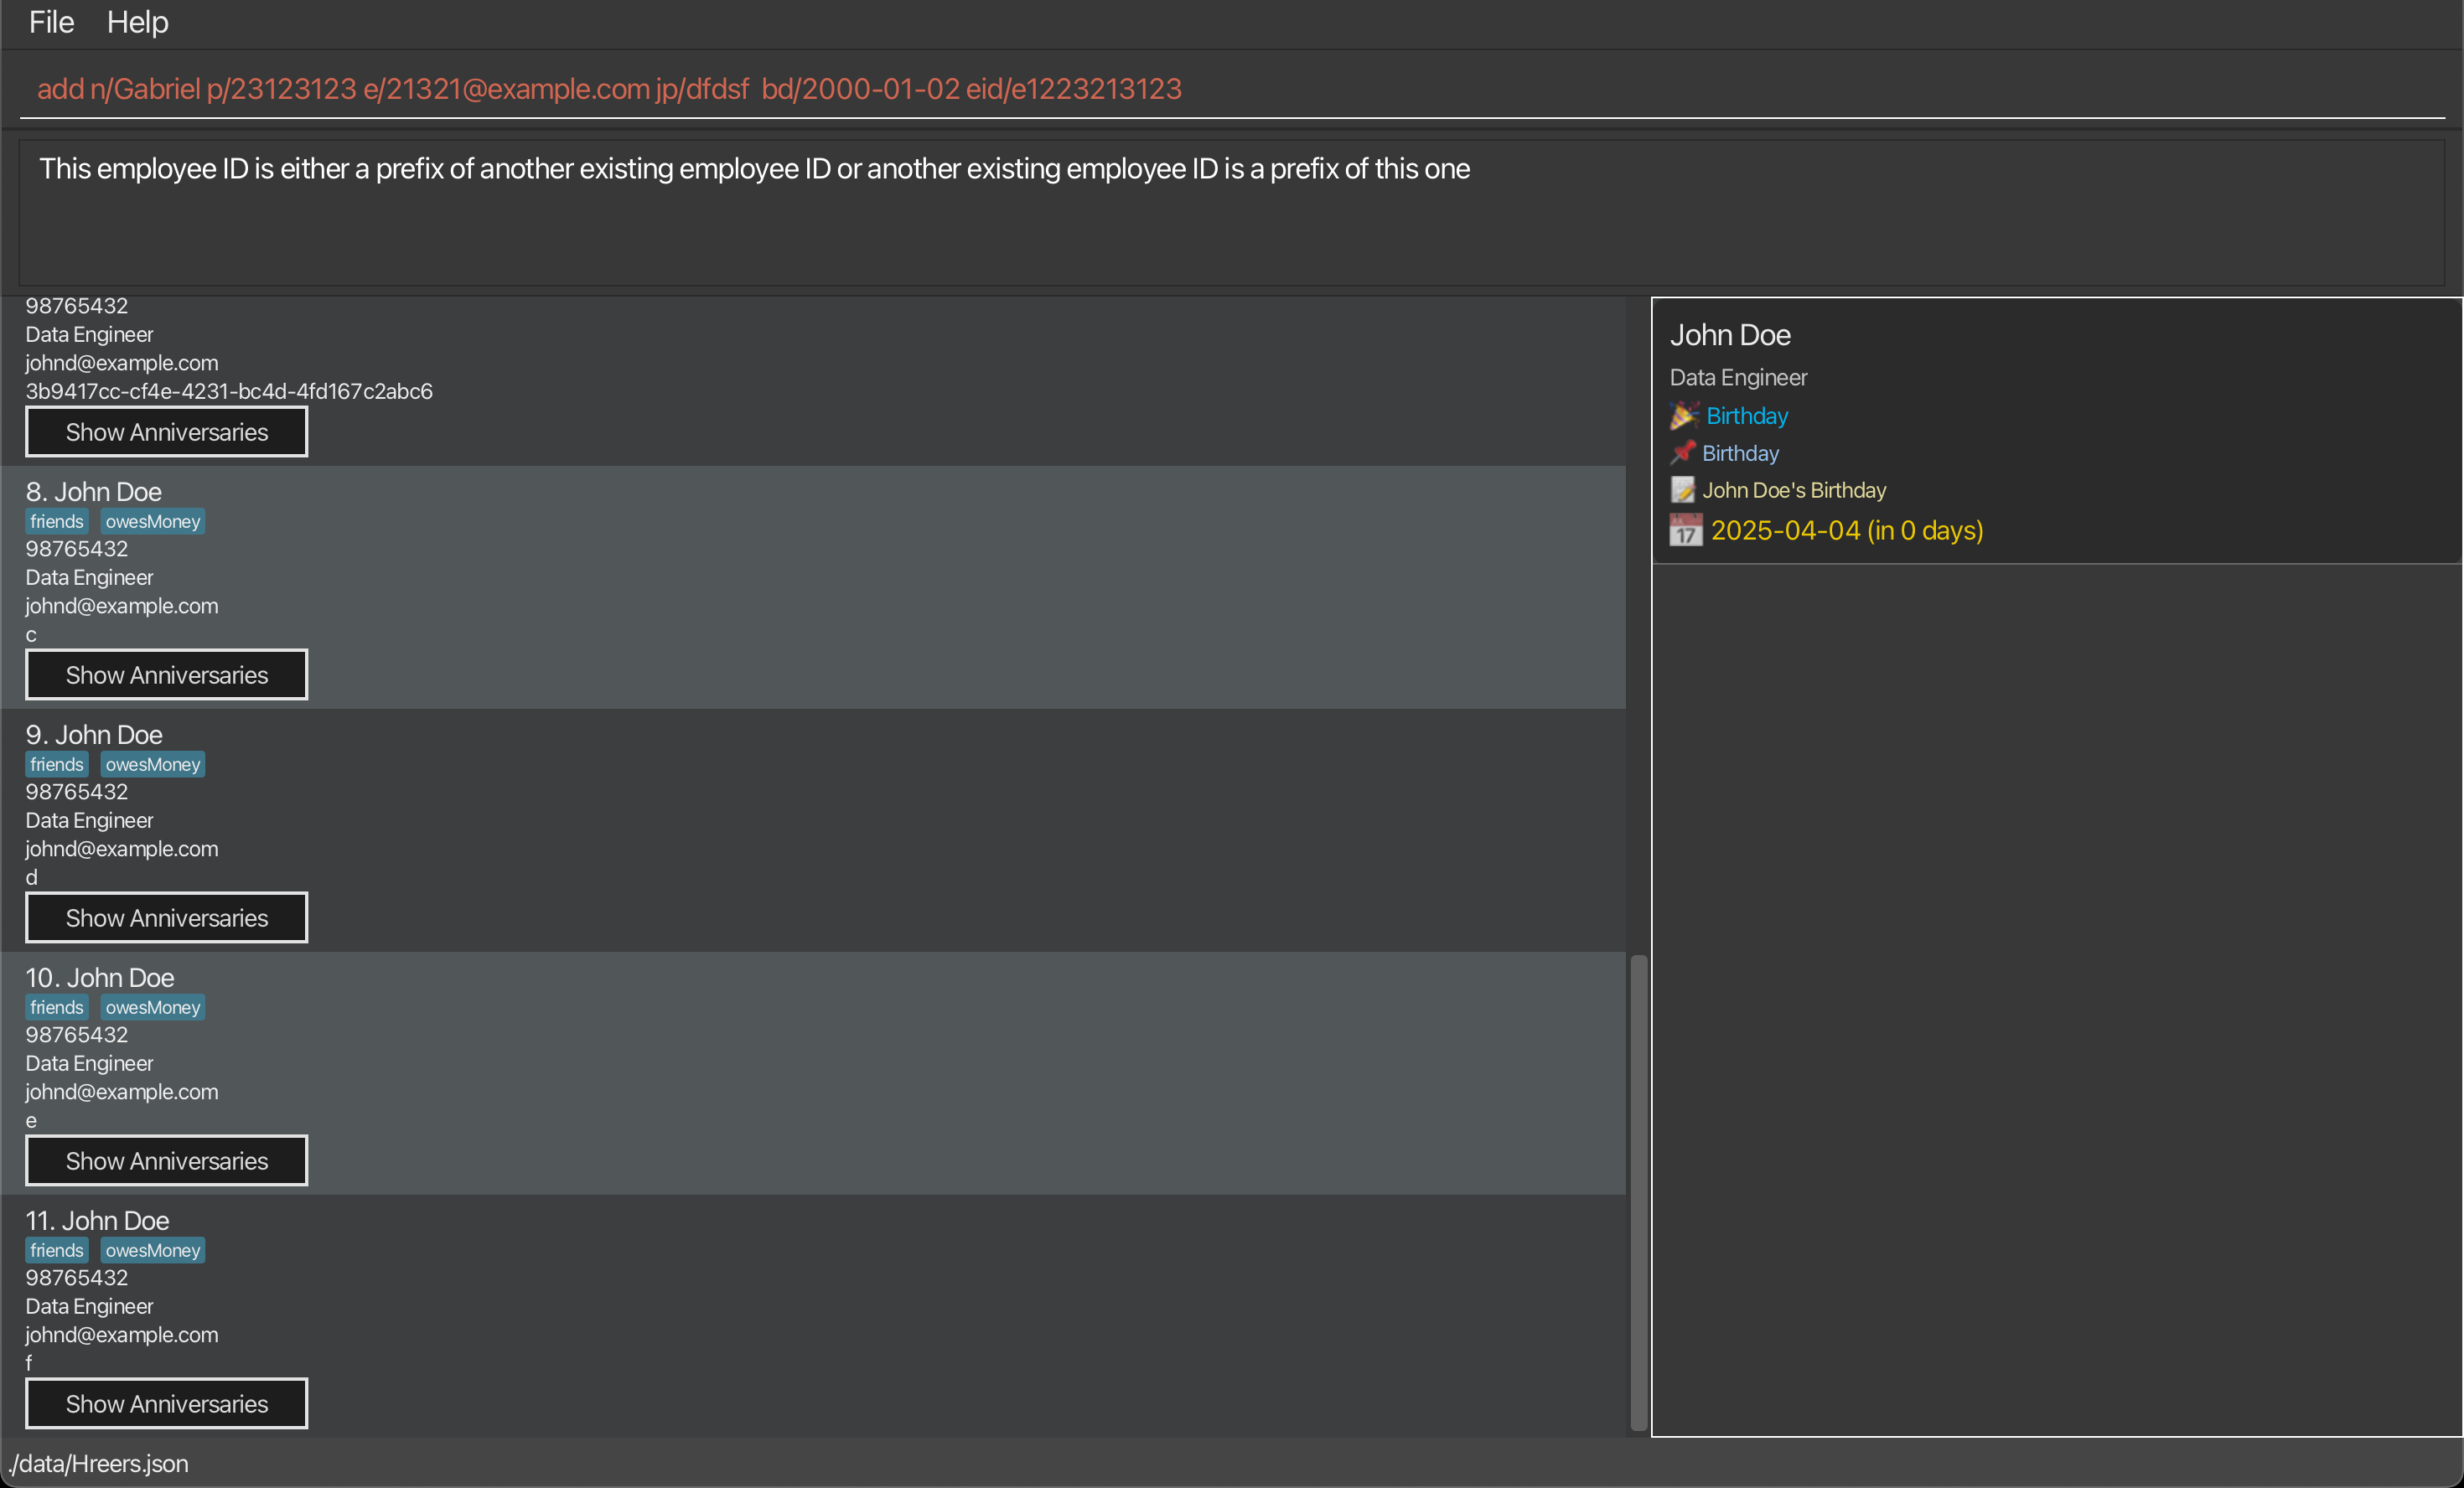 File Help
add n/Gabriel p/23123123 e/21321@example.com jp/dfdsf  bd/2000-01-02 eid/e1223213123
This employee ID is either a prefix of another existing employee ID or another existing employee ID is a prefix of this one
98765432
Data Engineer
johnd@example.com
3b9417cc-cf4e-4231-bc4d-4fd167c2abc6
Show Anniversaries
8. John Doe
friends owesMoney
98765432
Data Engineer
johnd@example.com
c
Show Anniversaries
9. John Doe
friends owesMoney
98765432
Data Engineer
johnd@example.com
d
Show Anniversaries
10. John Doe
friends owesMoney
98765432
Data Engineer
johnd@example.com
e
Show Anniversaries
11. John Doe
friends owesMoney
98765432
Data Engineer
johnd@example.com
f
Show Anniversaries
John Doe
Data Engineer
🎉 Birthday
📌 Birthday
📝 John Doe's Birthday
📅 2025-04-04 (in 0 days)
./data/Hreers.json